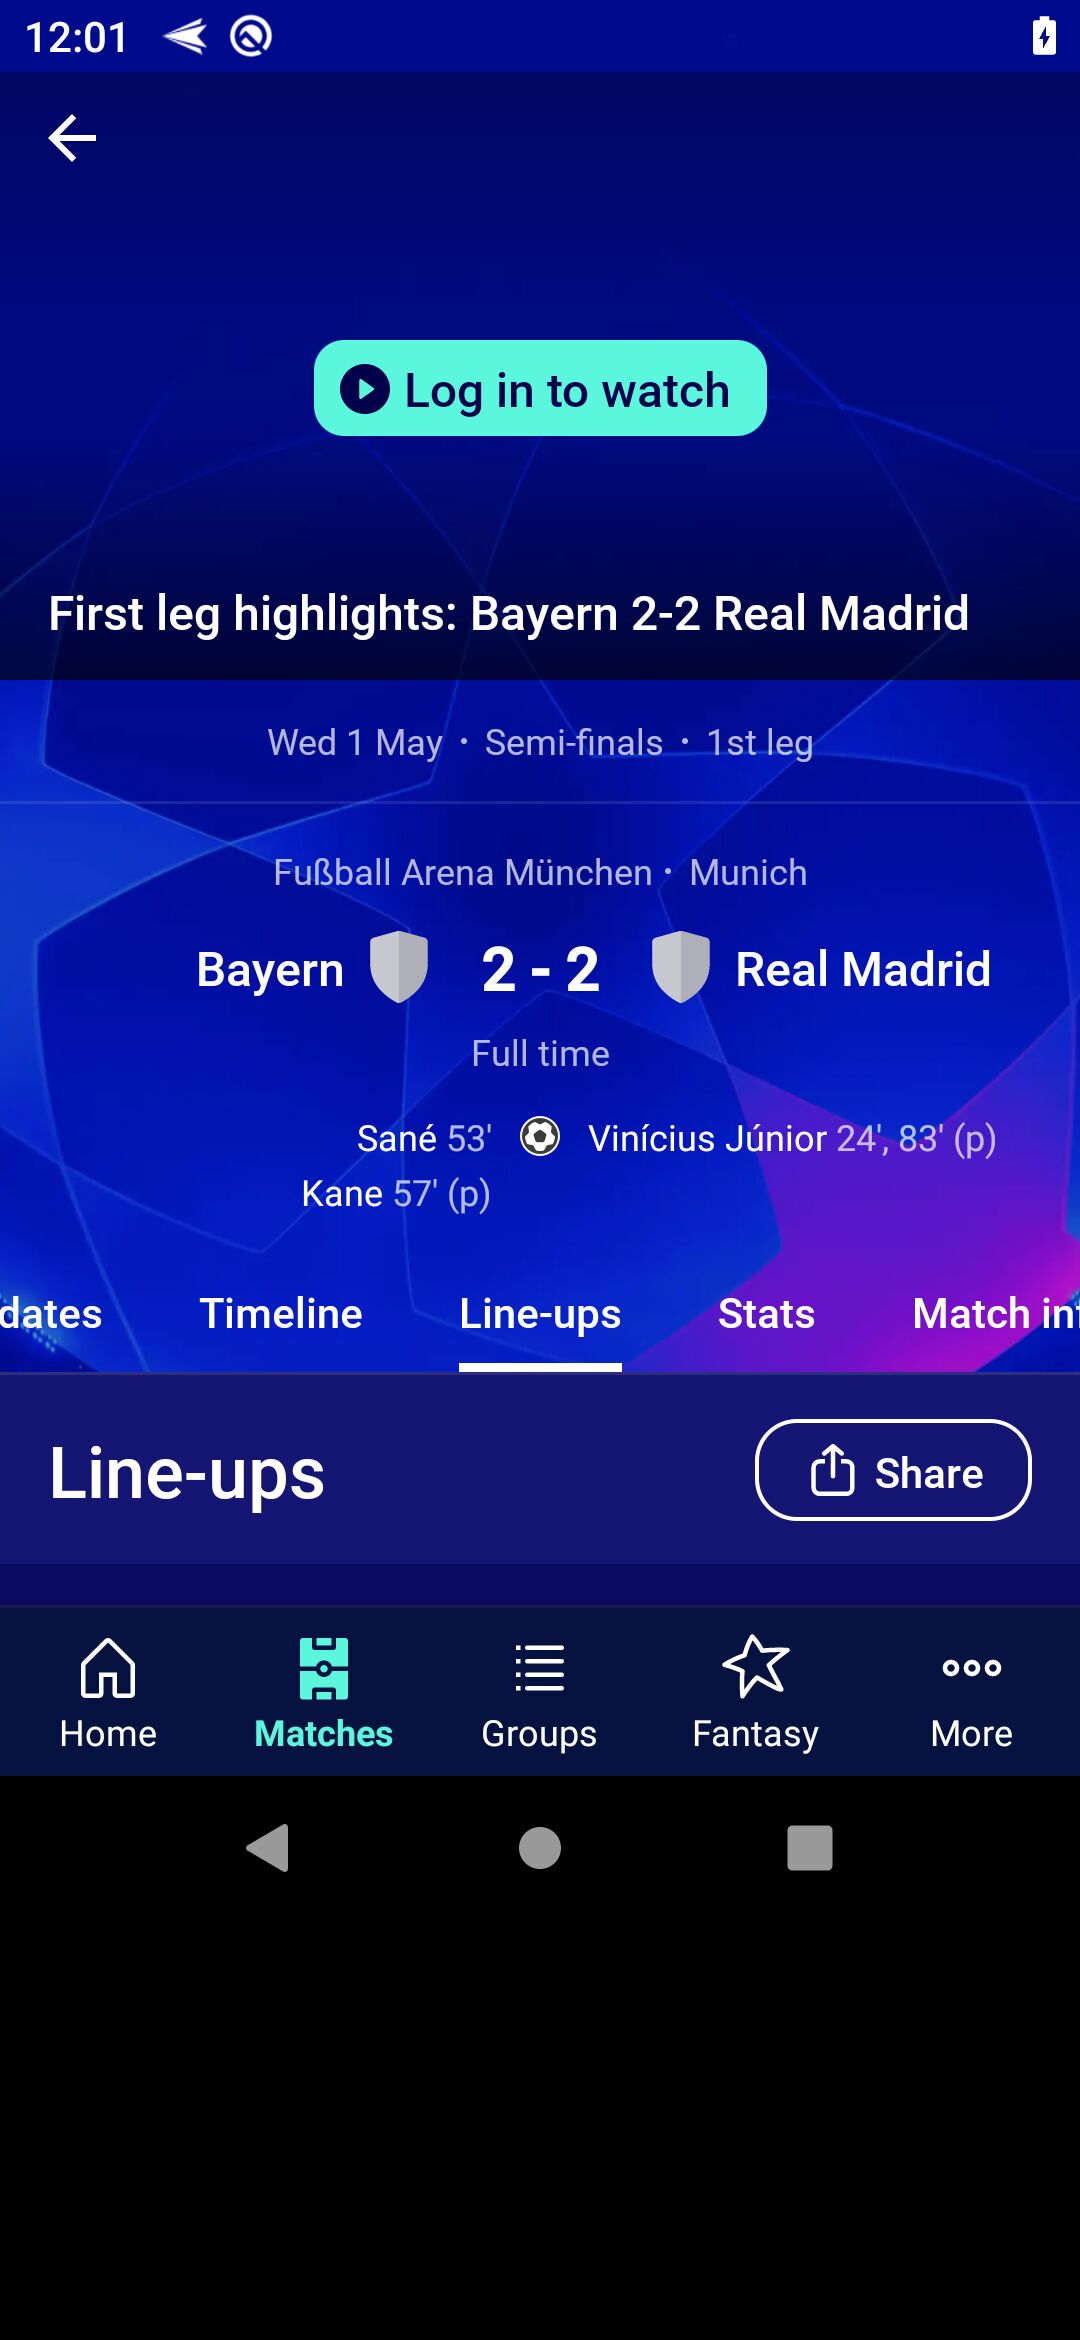 12:01
Log in to watch
First leg highlights: Bayern 2-2 Real Madrid
Wed 1 May • Semi-finals • 1st leg
Fußball Arena München • Munich
Bayern 2 - 2 Real Madrid
Full time
Sané 53' Vinícius Júnior 24', 83' (p)
Kane 57' (p)
dates Timeline Line-ups Stats Match inf
Line-ups Share
Home Matches Groups Fantasy More